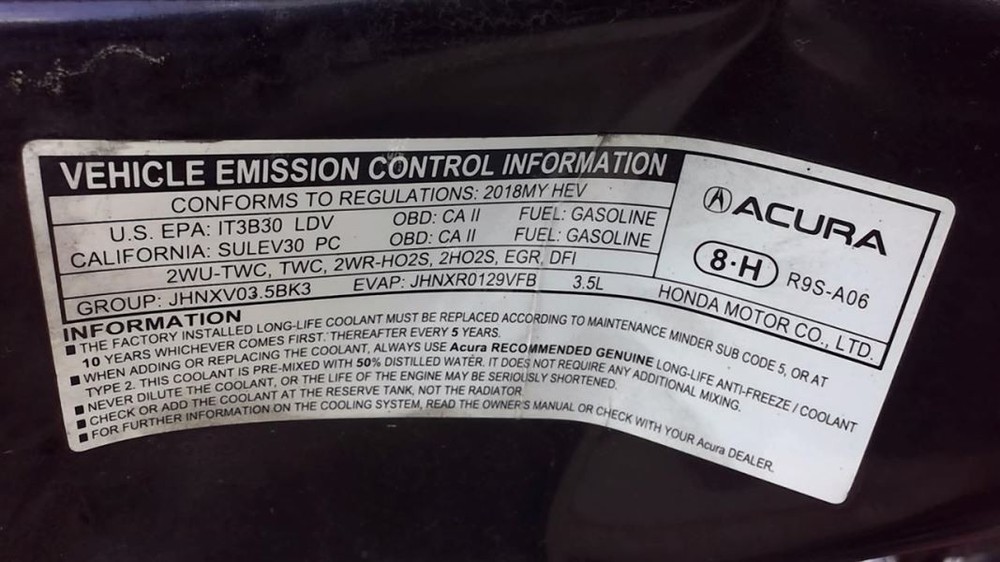 VEHICLE EMISSION CONTROL INFORMATION
CONFORMS TO REGULATIONS: 2018MY HEV
U.S. EPA: IT3B30 LDV OBD: CA II FUEL: GASOLINE
CALIFORNIA: SULEV30 PC OBD: CA II FUEL: GASOLINE
2WU-TWC, TWC, 2WR-HO2S, 2HO2S, EGR, DFI
GROUP: JHNXV03.5BK3 EVAP: JHNXR0129VFB 3.5L
ACURA
8·H R9S-A06
HONDA MOTOR CO., LTD.
INFORMATION
■ THE FACTORY INSTALLED LONG-LIFE COOLANT MUST BE REPLACED ACCORDING TO MAINTENANCE MINDER SUB CODE 5, OR AT
10 YEARS WHICHEVER COMES FIRST. THEREAFTER EVERY 5 YEARS.
■ WHEN ADDING OR REPLACING THE COOLANT, ALWAYS USE Acura RECOMMENDED GENUINE LONG-LIFE ANTI-FREEZE / COOLANT
TYPE 2. THIS COOLANT IS PRE-MIXED WITH 50% DISTILLED WATER. IT DOES NOT REQUIRE ANY ADDITIONAL MIXING.
■ NEVER DILUTE THE COOLANT, OR THE LIFE OF THE ENGINE MAY BE SERIOUSLY SHORTENED.
■ CHECK OR ADD THE COOLANT AT THE RESERVE TANK, NOT THE RADIATOR
■ FOR FURTHER INFORMATION ON THE COOLING SYSTEM, READ THE OWNER'S MANUAL OR CHECK WITH YOUR Acura DEALER.